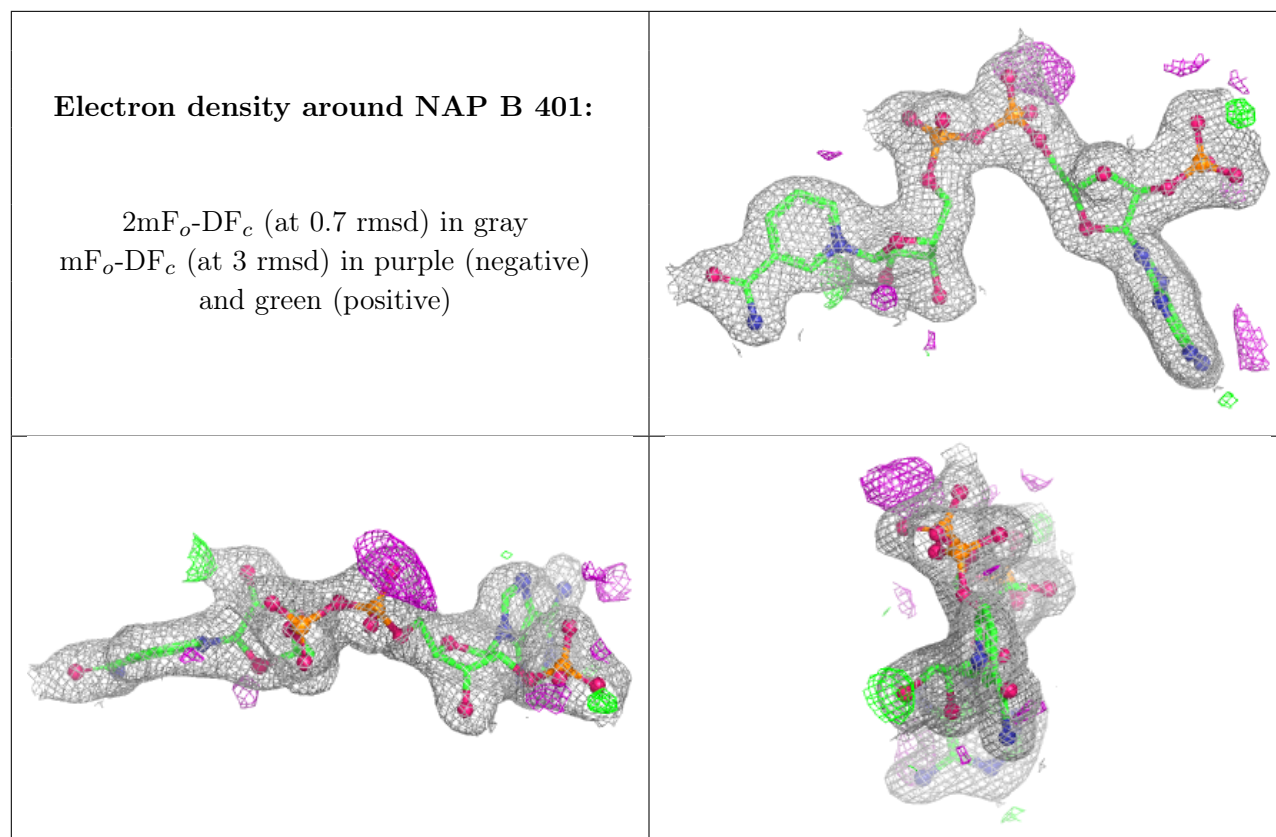 Electron density around NAP B 401:
2mFₒ-DF𝒸 (at 0.7 rmsd) in gray
mFₒ-DF𝒸 (at 3 rmsd) in purple (negative)
and green (positive)